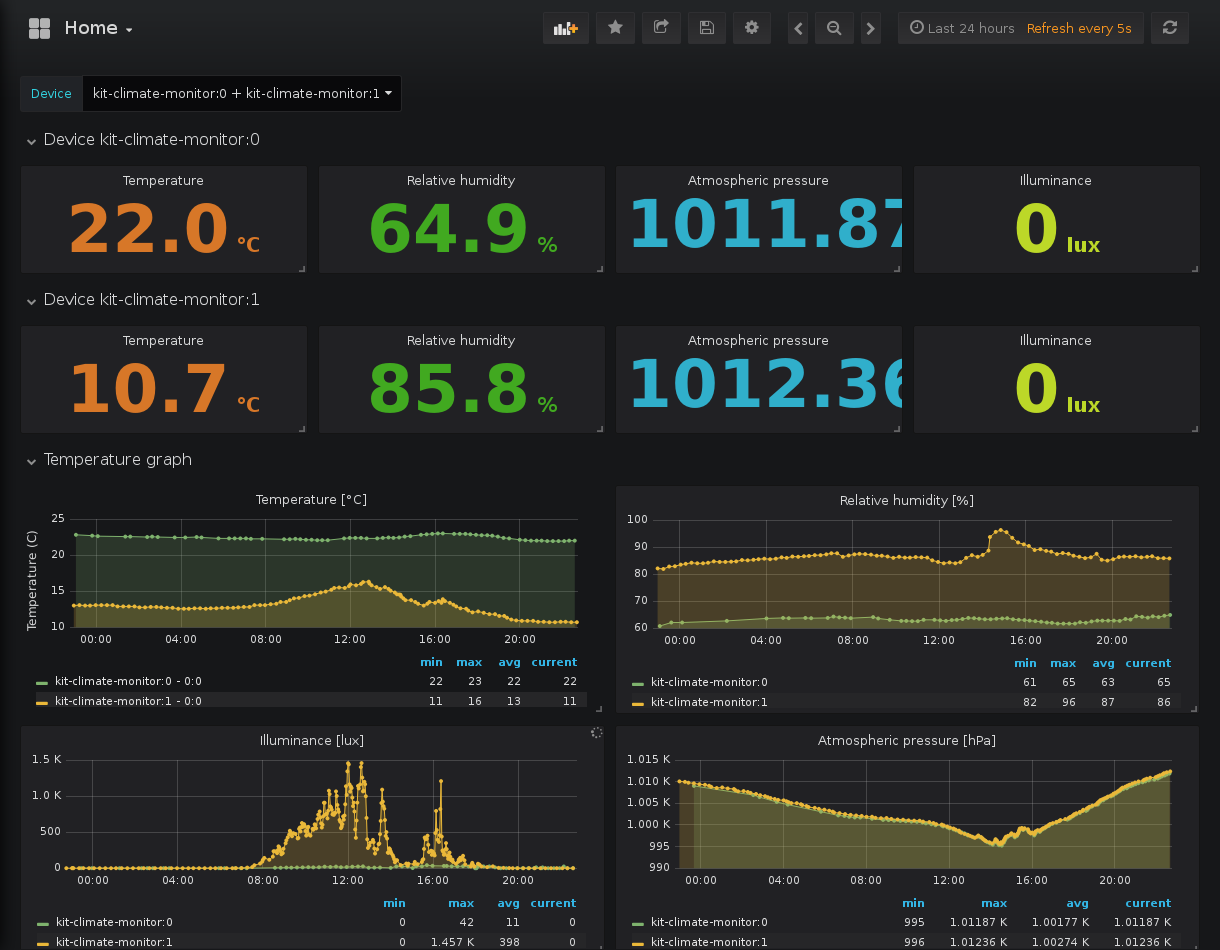 Home
Last 24 hours Refresh every 5s
Device kit-climate-monitor:0 + kit-climate-monitor:1
Device kit-climate-monitor:0
Temperature Relative humidity Atmospheric pressure Illuminance
22.0 °C 64.9 % 1011.87 0 lux
Device kit-climate-monitor:1
Temperature Relative humidity Atmospheric pressure Illuminance
10.7 °C 85.8 % 1012.36 0 lux
Temperature graph
Temperature [°C]
Temperature (C)
25
20
15
10
00:00 04:00 08:00 12:00 16:00 20:00
min max avg current
kit-climate-monitor:0 - 0:0 22 23 22 22
kit-climate-monitor:1 - 0:0 11 16 13 11
Relative humidity [%]
100
90
80
70
60
00:00 04:00 08:00 12:00 16:00 20:00
min max avg current
kit-climate-monitor:0 61 65 63 65
kit-climate-monitor:1 82 96 87 86
Illuminance [lux]
1.5 K
1.0 K
500
0
00:00 04:00 08:00 12:00 16:00 20:00
min max avg current
kit-climate-monitor:0 0 42 11 0
kit-climate-monitor:1 0 1.457 K 398 0
Atmospheric pressure [hPa]
1.015 K
1.010 K
1.005 K
1.000 K
995
990
00:00 04:00 08:00 12:00 16:00 20:00
min max avg current
kit-climate-monitor:0 995 1.01187 K 1.00177 K 1.01187 K
kit-climate-monitor:1 996 1.01236 K 1.00274 K 1.01236 K